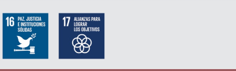 16 PAZ, JUSTICIA
E INSTITUCIONES
SÓLIDAS
17 ALIANZAS PARA
LOGRAR
LOS OBJETIVOS